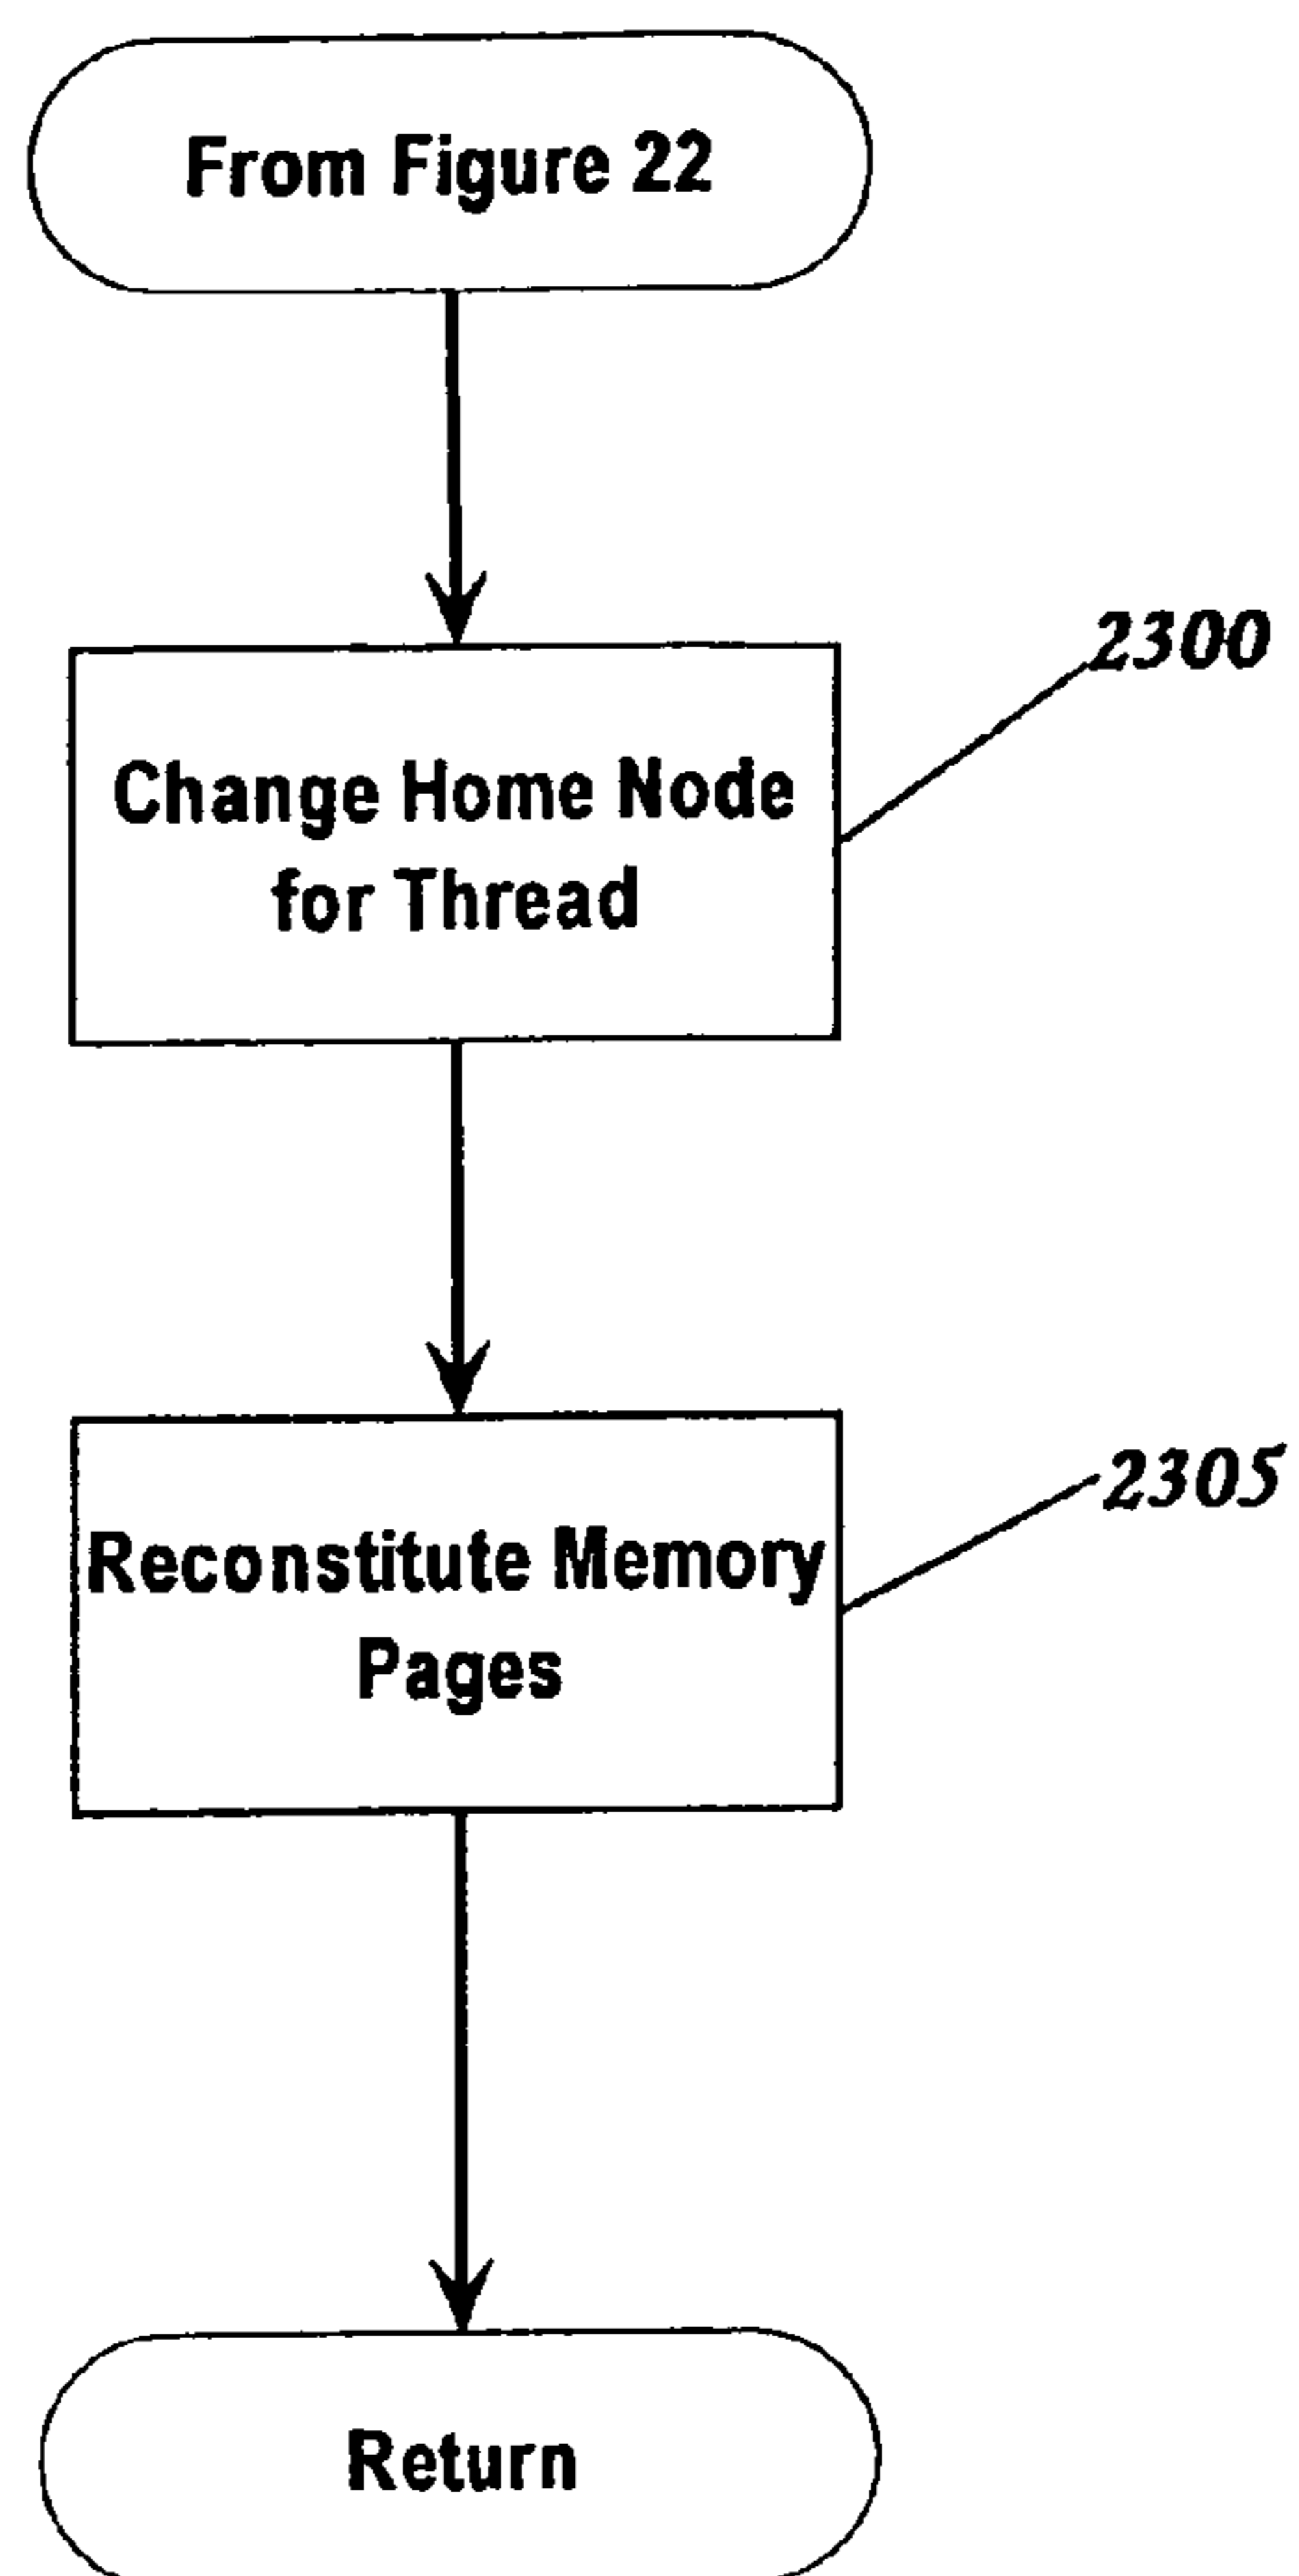 From Figure 22
2300
Change Home Node
for Thread
2305
Reconstitute Memory
Pages
Return